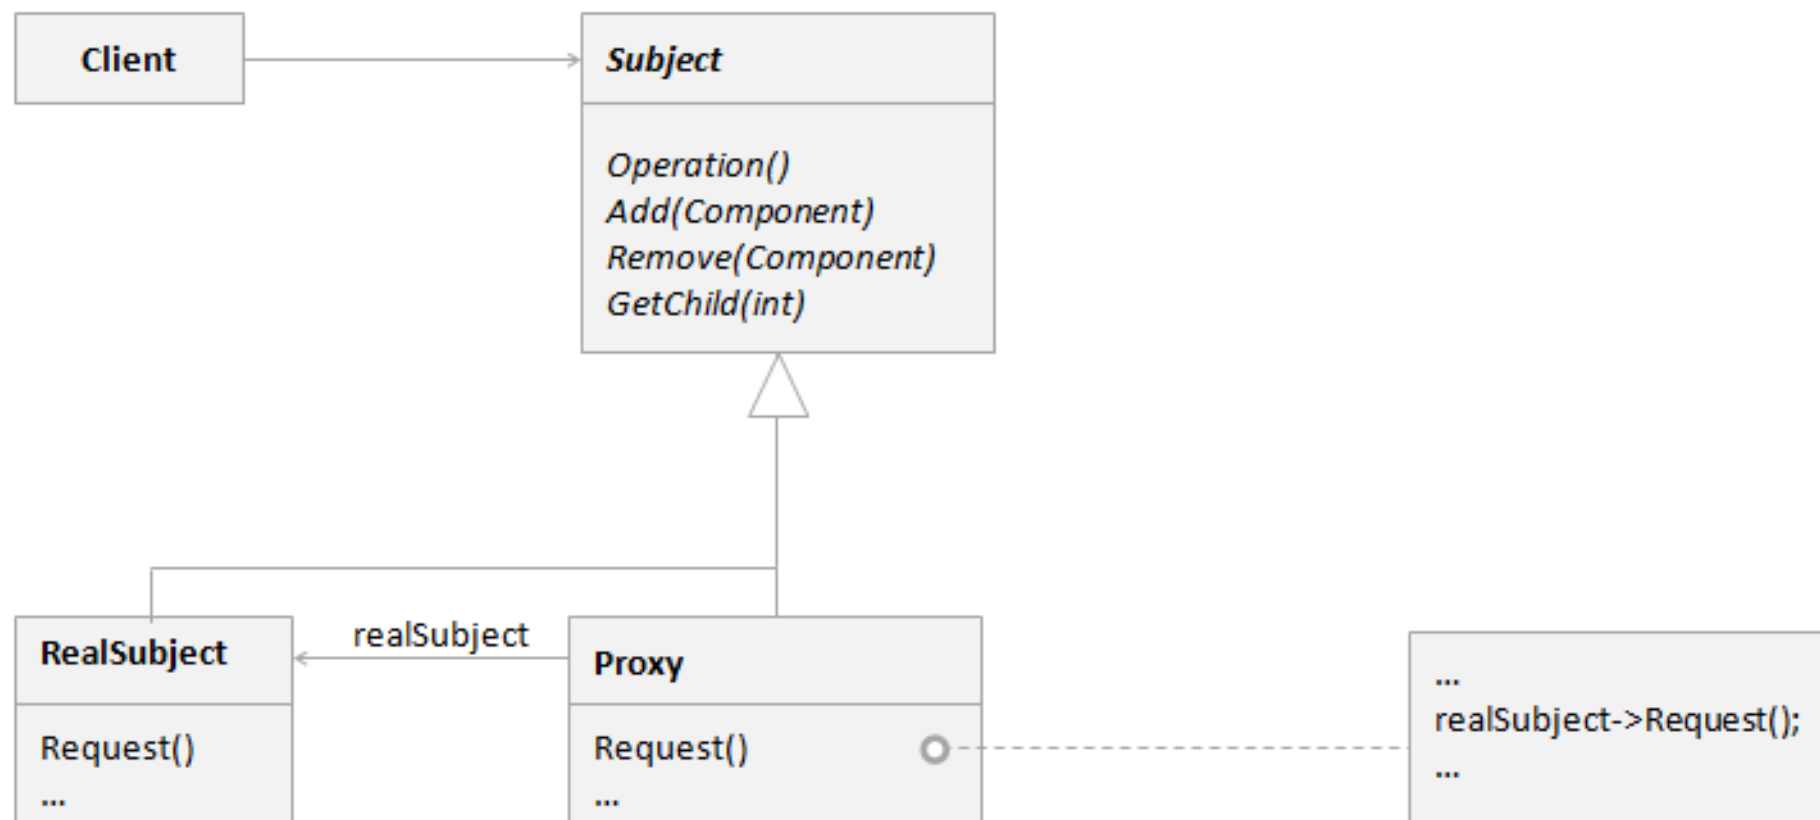 Client
Subject
Operation()
Add(Component)
Remove(Component)
GetChild(int)
RealSubject
Request()
...
realSubject
Proxy
Request()
...
...
realSubject->Request();
...